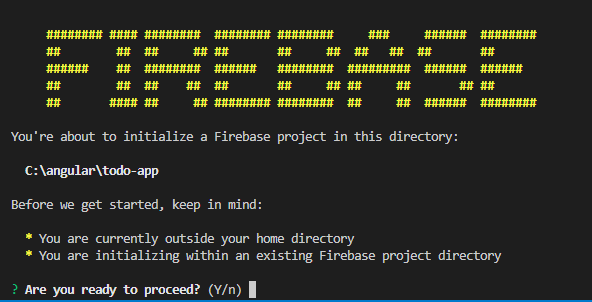 FIREBASE
You're about to initialize a Firebase project in this directory:
C:\angular\todo-app
Before we get started, keep in mind:
* You are currently outside your home directory
* You are initializing within an existing Firebase project directory
? Are you ready to proceed? (Y/n)